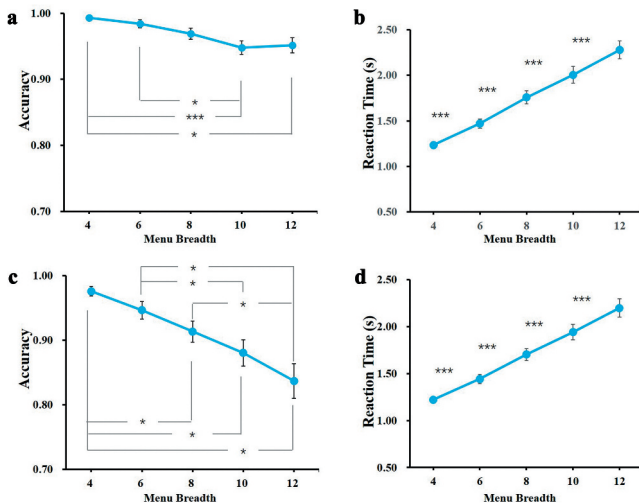 a
Accuracy
1.00
0.90
0.80
0.70
*
***
*
4 6 8 10 12
Menu Breadth
b
Reaction Time (s)
2.50
2.00
1.50
1.00
0.50
*** *** *** ***
4 6 8 10 12
Menu Breadth
c
Accuracy
1.00
0.90
0.80
0.70
*
*
*
*
*
*
4 6 8 10 12
Menu Breadth
d
Reaction Time (s)
2.50
2.00
1.50
1.00
0.50
*** *** *** ***
4 6 8 10 12
Menu Breadth